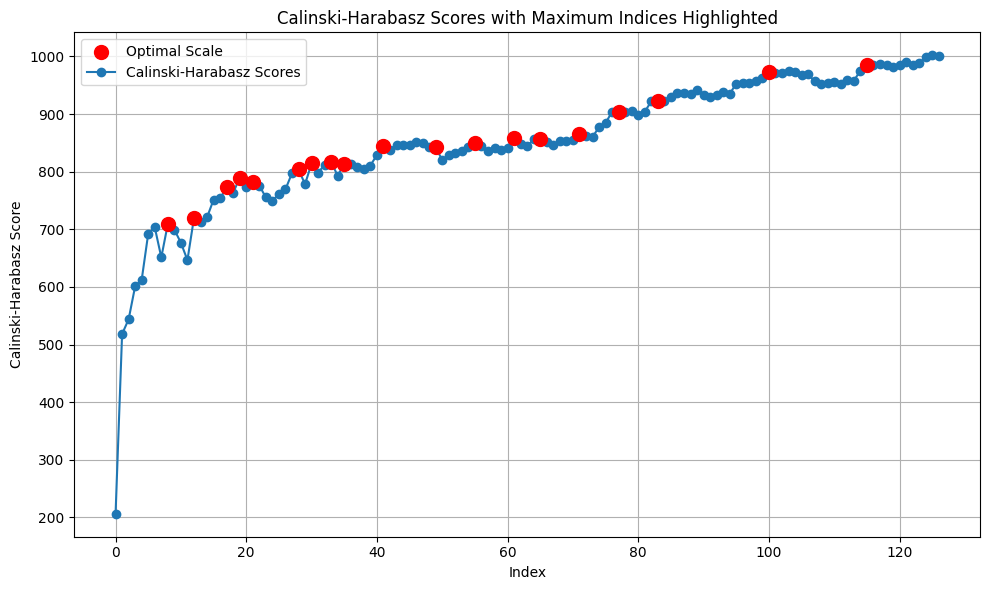 Calinski-Harabasz Scores with Maximum Indices Highlighted
Optimal Scale
Calinski-Harabasz Scores
Calinski-Harabasz Score
1000
900
800
700
600
500
400
300
200
0 20 40 60 80 100 120
Index